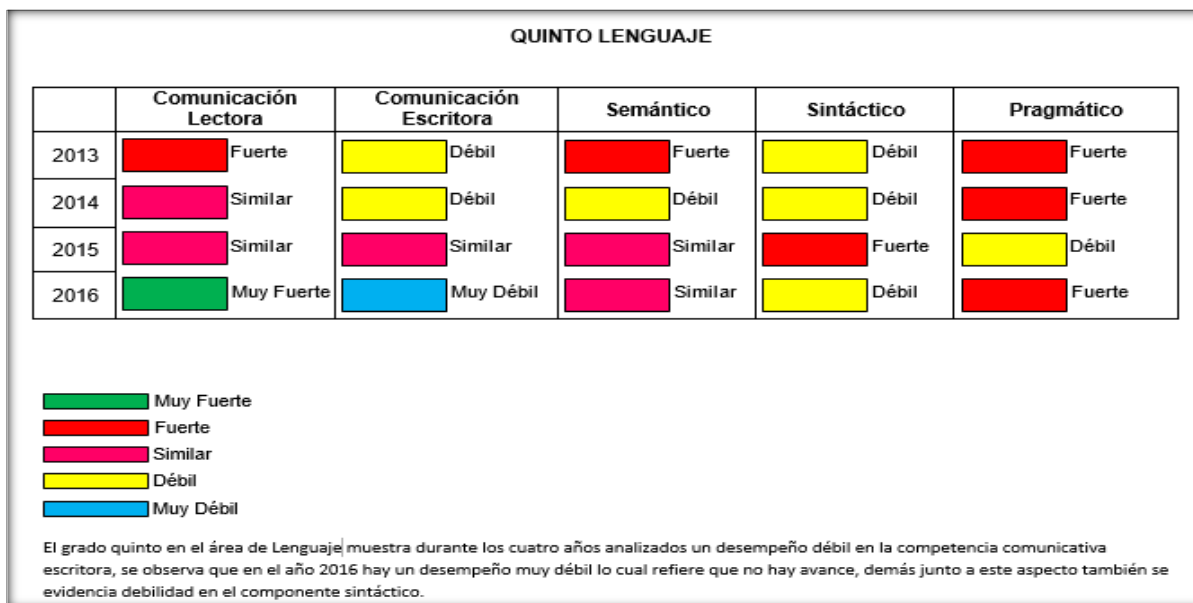 QUINTO LENGUAJE
Comunicación Lectora Comunicación Escritora Semántico Sintáctico Pragmático
2013 Fuerte Débil Fuerte Débil Fuerte
2014 Similar Débil Débil Débil Fuerte
2015 Similar Similar Similar Fuerte Débil
2016 Muy Fuerte Muy Débil Similar Débil Fuerte
Muy Fuerte
Fuerte
Similar
Débil
Muy Débil
El grado quinto en el área de Lenguaje muestra durante los cuatro años analizados un desempeño débil en la competencia comunicativa
escritora, se observa que en el año 2016 hay un desempeño muy débil lo cual refiere que no hay avance, demás junto a este aspecto también se
evidencia debilidad en el componente sintáctico.